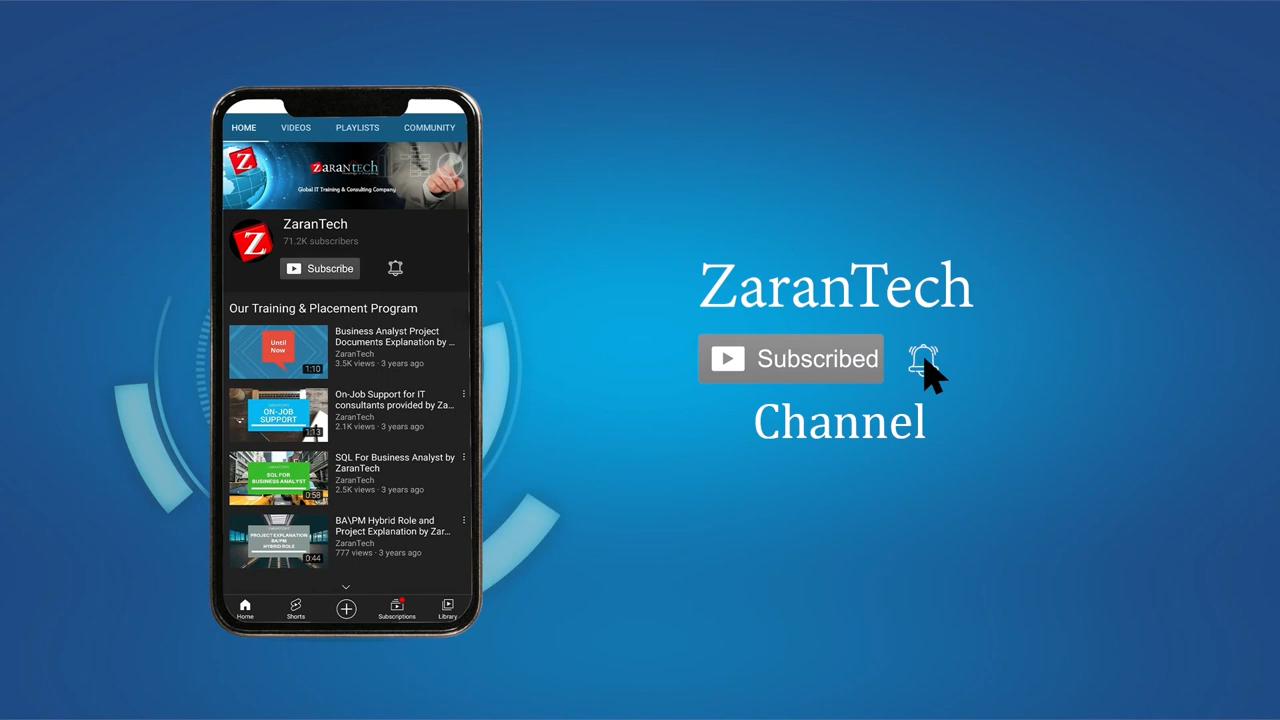 HOME VIDEOS PLAYLISTS COMMUNITY
Z
ZARANTECH
Global IT Training & Consulting Company
Z
ZaranTech
71.2K subscribers
Subscribe
Our Training & Placement Program
Until
Now
1:10
Business Analyst Project
Documents Explanation by ...
ZaranTech
3.5K views · 3 years ago
ON-JOB
SUPPORT
1:13
On-Job Support for IT
consultants provided by Za...
ZaranTech
2.1K views · 3 years ago
SQL FOR
BUSINESS ANALYST
0:58
SQL For Business Analyst by
ZaranTech
ZaranTech
2.5K views · 3 years ago
PROJECT EXPLANATION
BA/PM
HYBRID ROLE
0:44
BA\PM Hybrid Role and
Project Explanation by Zar...
ZaranTech
777 views · 3 years ago
Home Shorts Subscriptions Library
ZaranTech
Subscribed
Channel